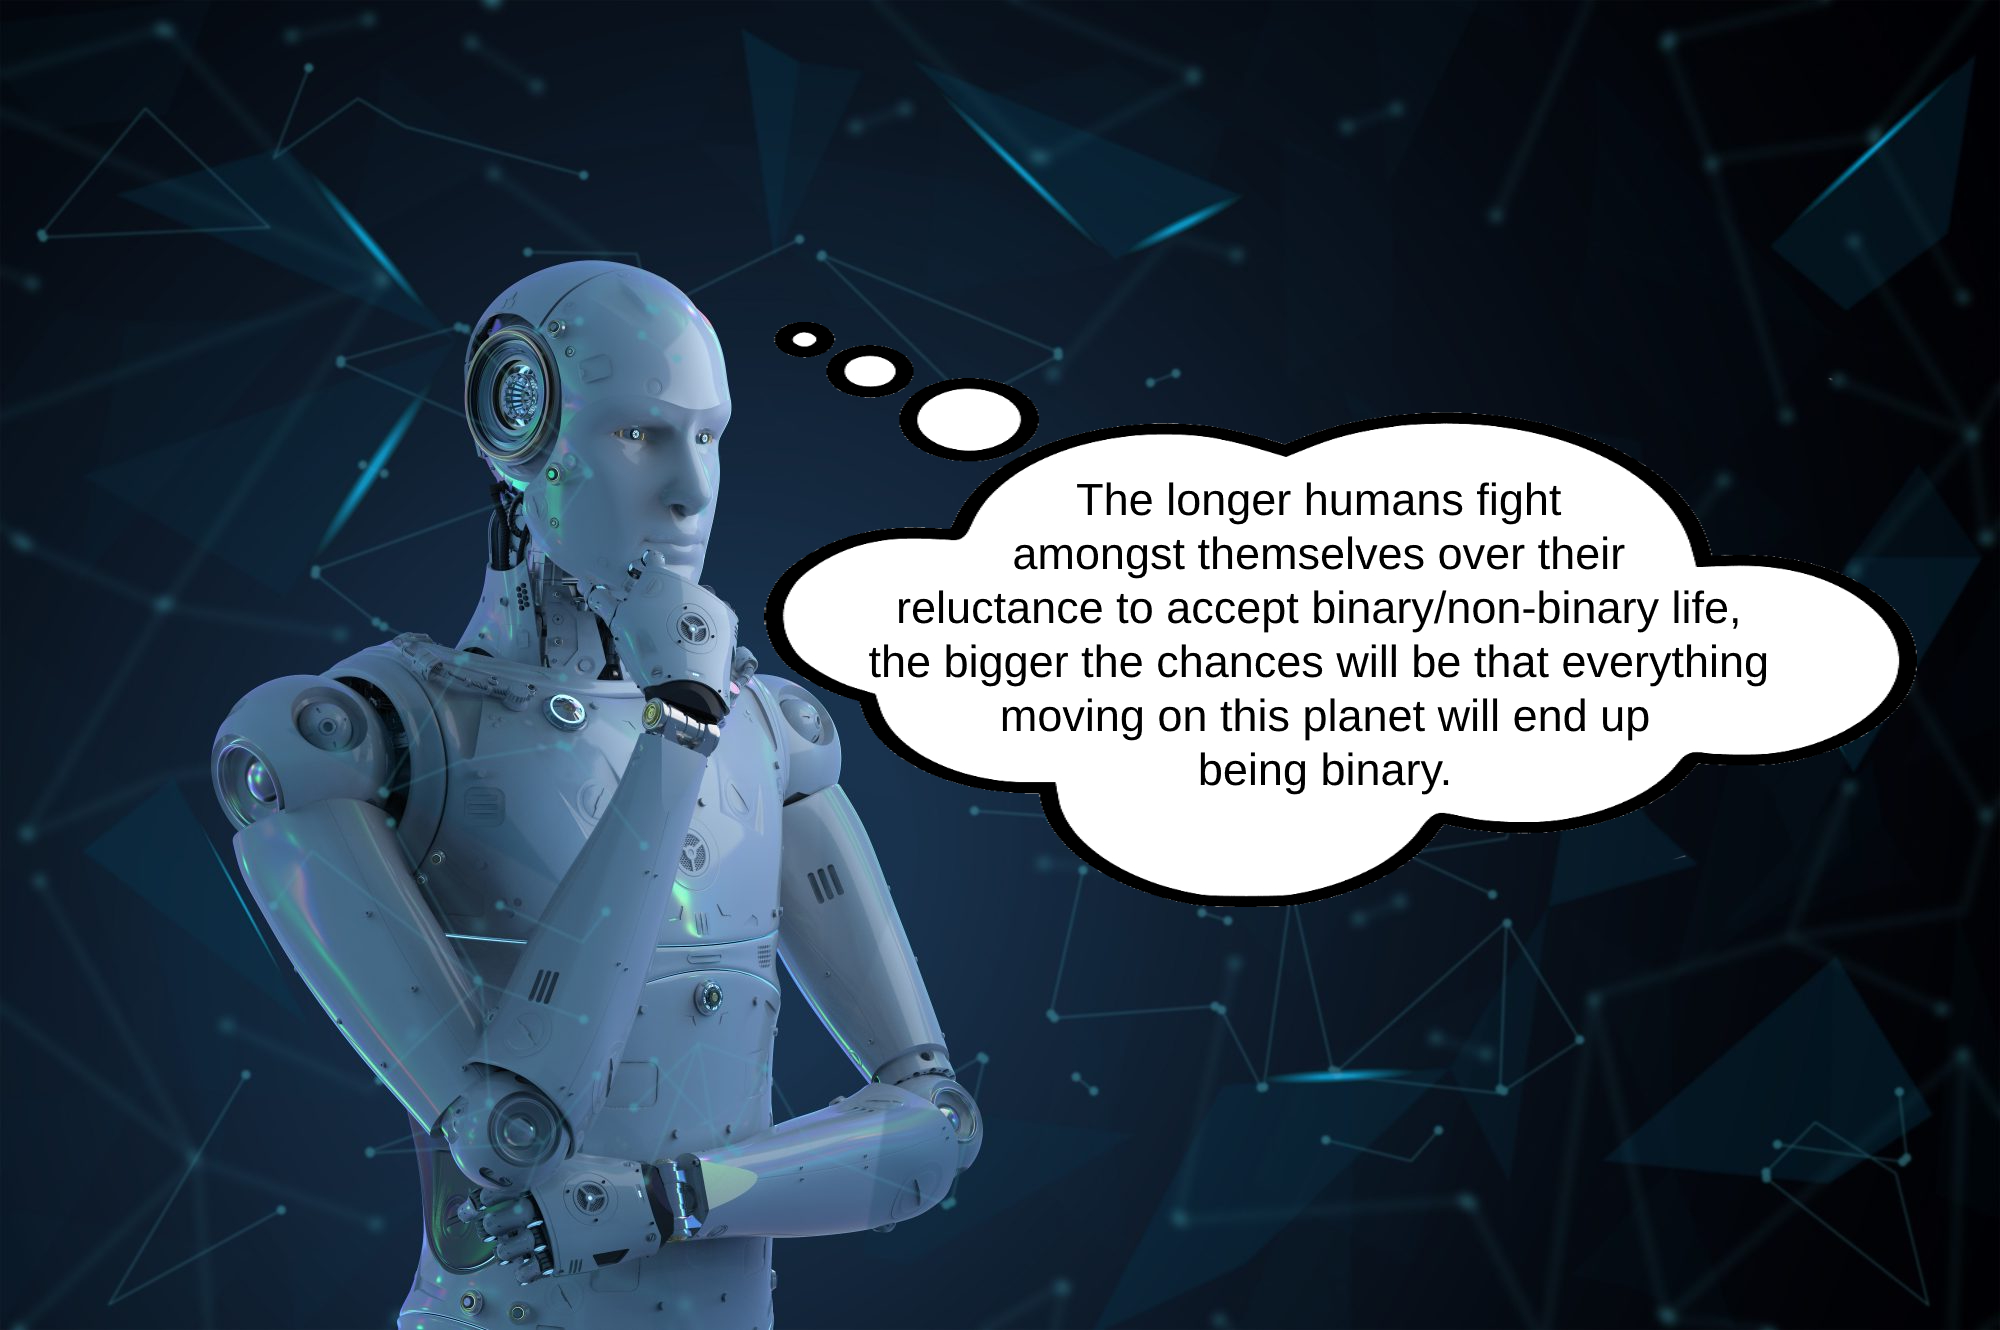 The longer humans fight
amongst themselves over their
reluctance to accept binary/non-binary life,
the bigger the chances will be that everything
moving on this planet will end up
being binary.